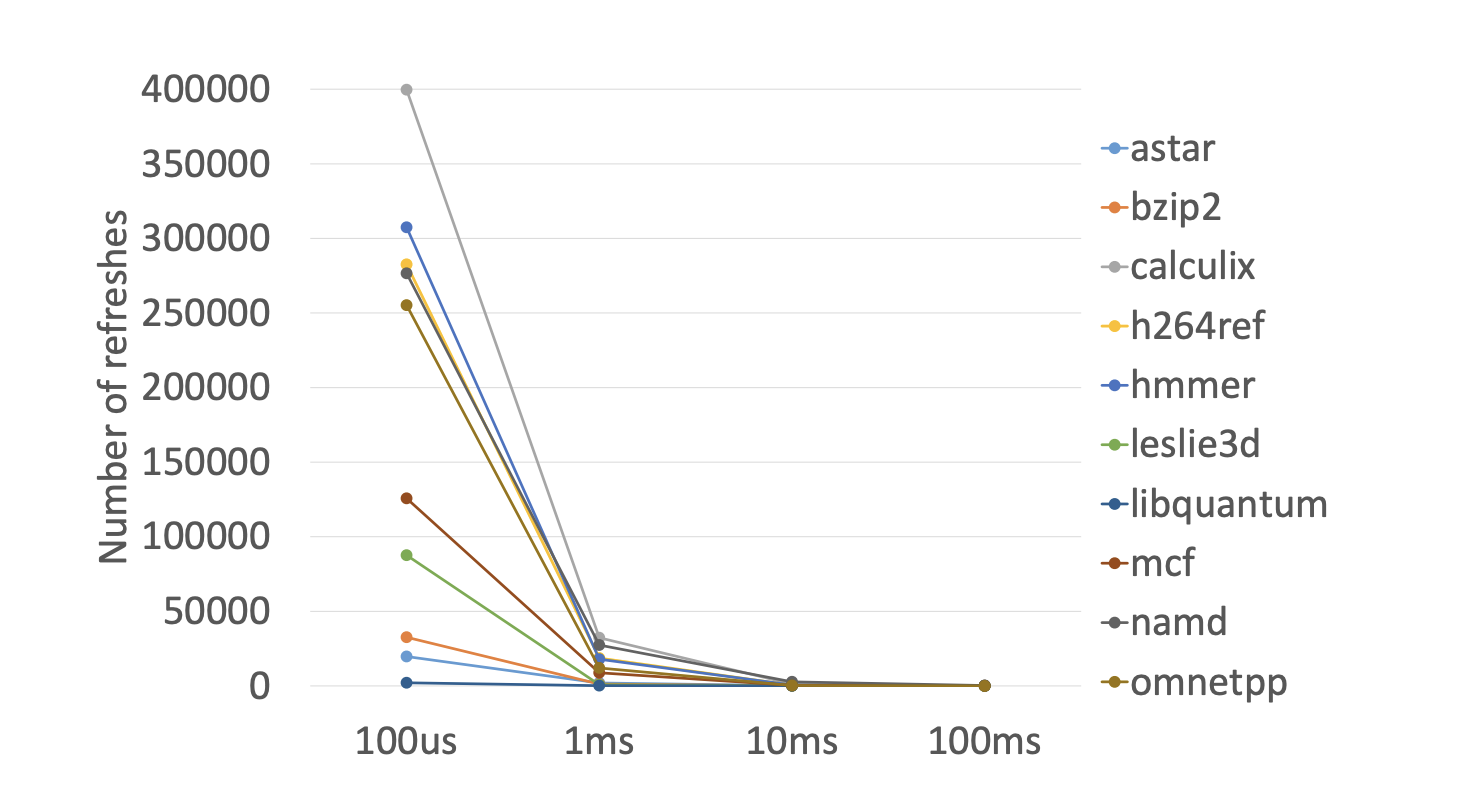 Number of refreshes
400000
350000
300000
250000
200000
150000
100000
50000
0
100us 1ms 10ms 100ms
astar
bzip2
calculix
h264ref
hmmer
leslie3d
libquantum
mcf
namd
omnetpp